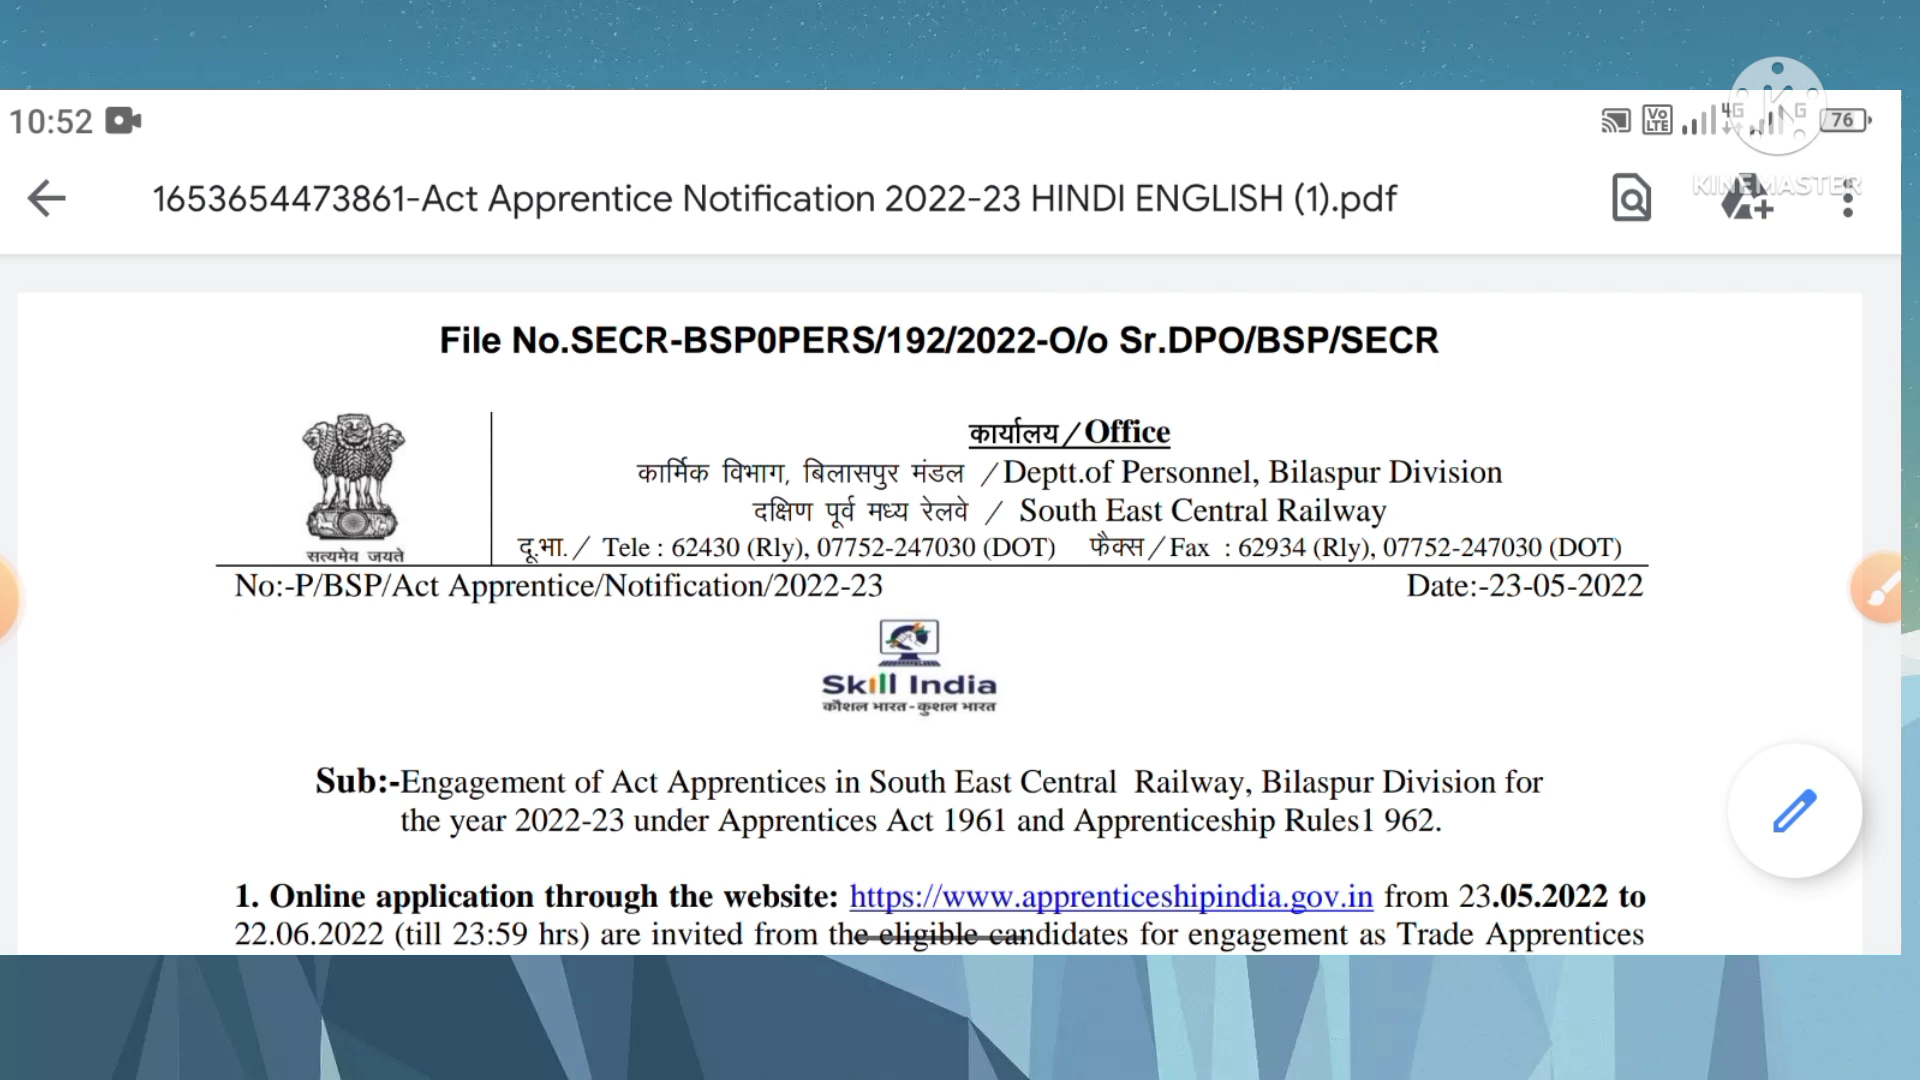 10:52
Vo LTE 4G G 76
KINEMASTER
1653654473861-Act Apprentice Notification 2022-23 HINDI ENGLISH (1).pdf
File No.SECR-BSP0PERS/192/2022-O/o Sr.DPO/BSP/SECR
सत्यमेव जयते
कार्यालय/Office
कार्मिक विभाग, बिलासपुर मंडल /Deptt.of Personnel, Bilaspur Division
दक्षिण पूर्व मध्य रेलवे / South East Central Railway
दू.भा./ Tele : 62430 (Rly), 07752-247030 (DOT) फैक्स/Fax : 62934 (Rly), 07752-247030 (DOT)
No:-P/BSP/Act Apprentice/Notification/2022-23 Date:-23-05-2022
Skill India
कौशल भारत-कुशल भारत
Sub:-Engagement of Act Apprentices in South East Central Railway, Bilaspur Division for
the year 2022-23 under Apprentices Act 1961 and Apprenticeship Rules1 962.
1. Online application through the website: https://www.apprenticeshipindia.gov.in from 23.05.2022 to
22.06.2022 (till 23:59 hrs) are invited from the eligible candidates for engagement as Trade Apprentices